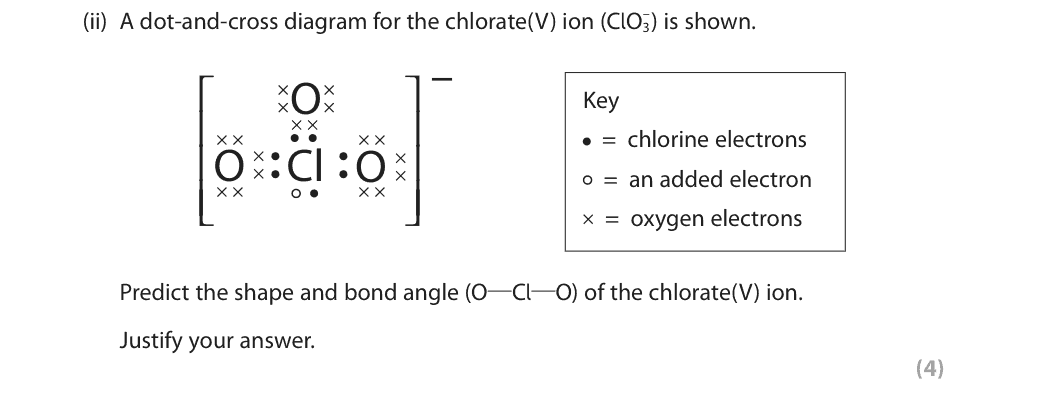 (ii) A dot-and-cross diagram for the chlorate(V) ion (ClO₃⁻) is shown.
O
O Cl O
−
Key
• = chlorine electrons
o = an added electron
× = oxygen electrons
Predict the shape and bond angle (O—Cl—O) of the chlorate(V) ion.
Justify your answer.
(4)